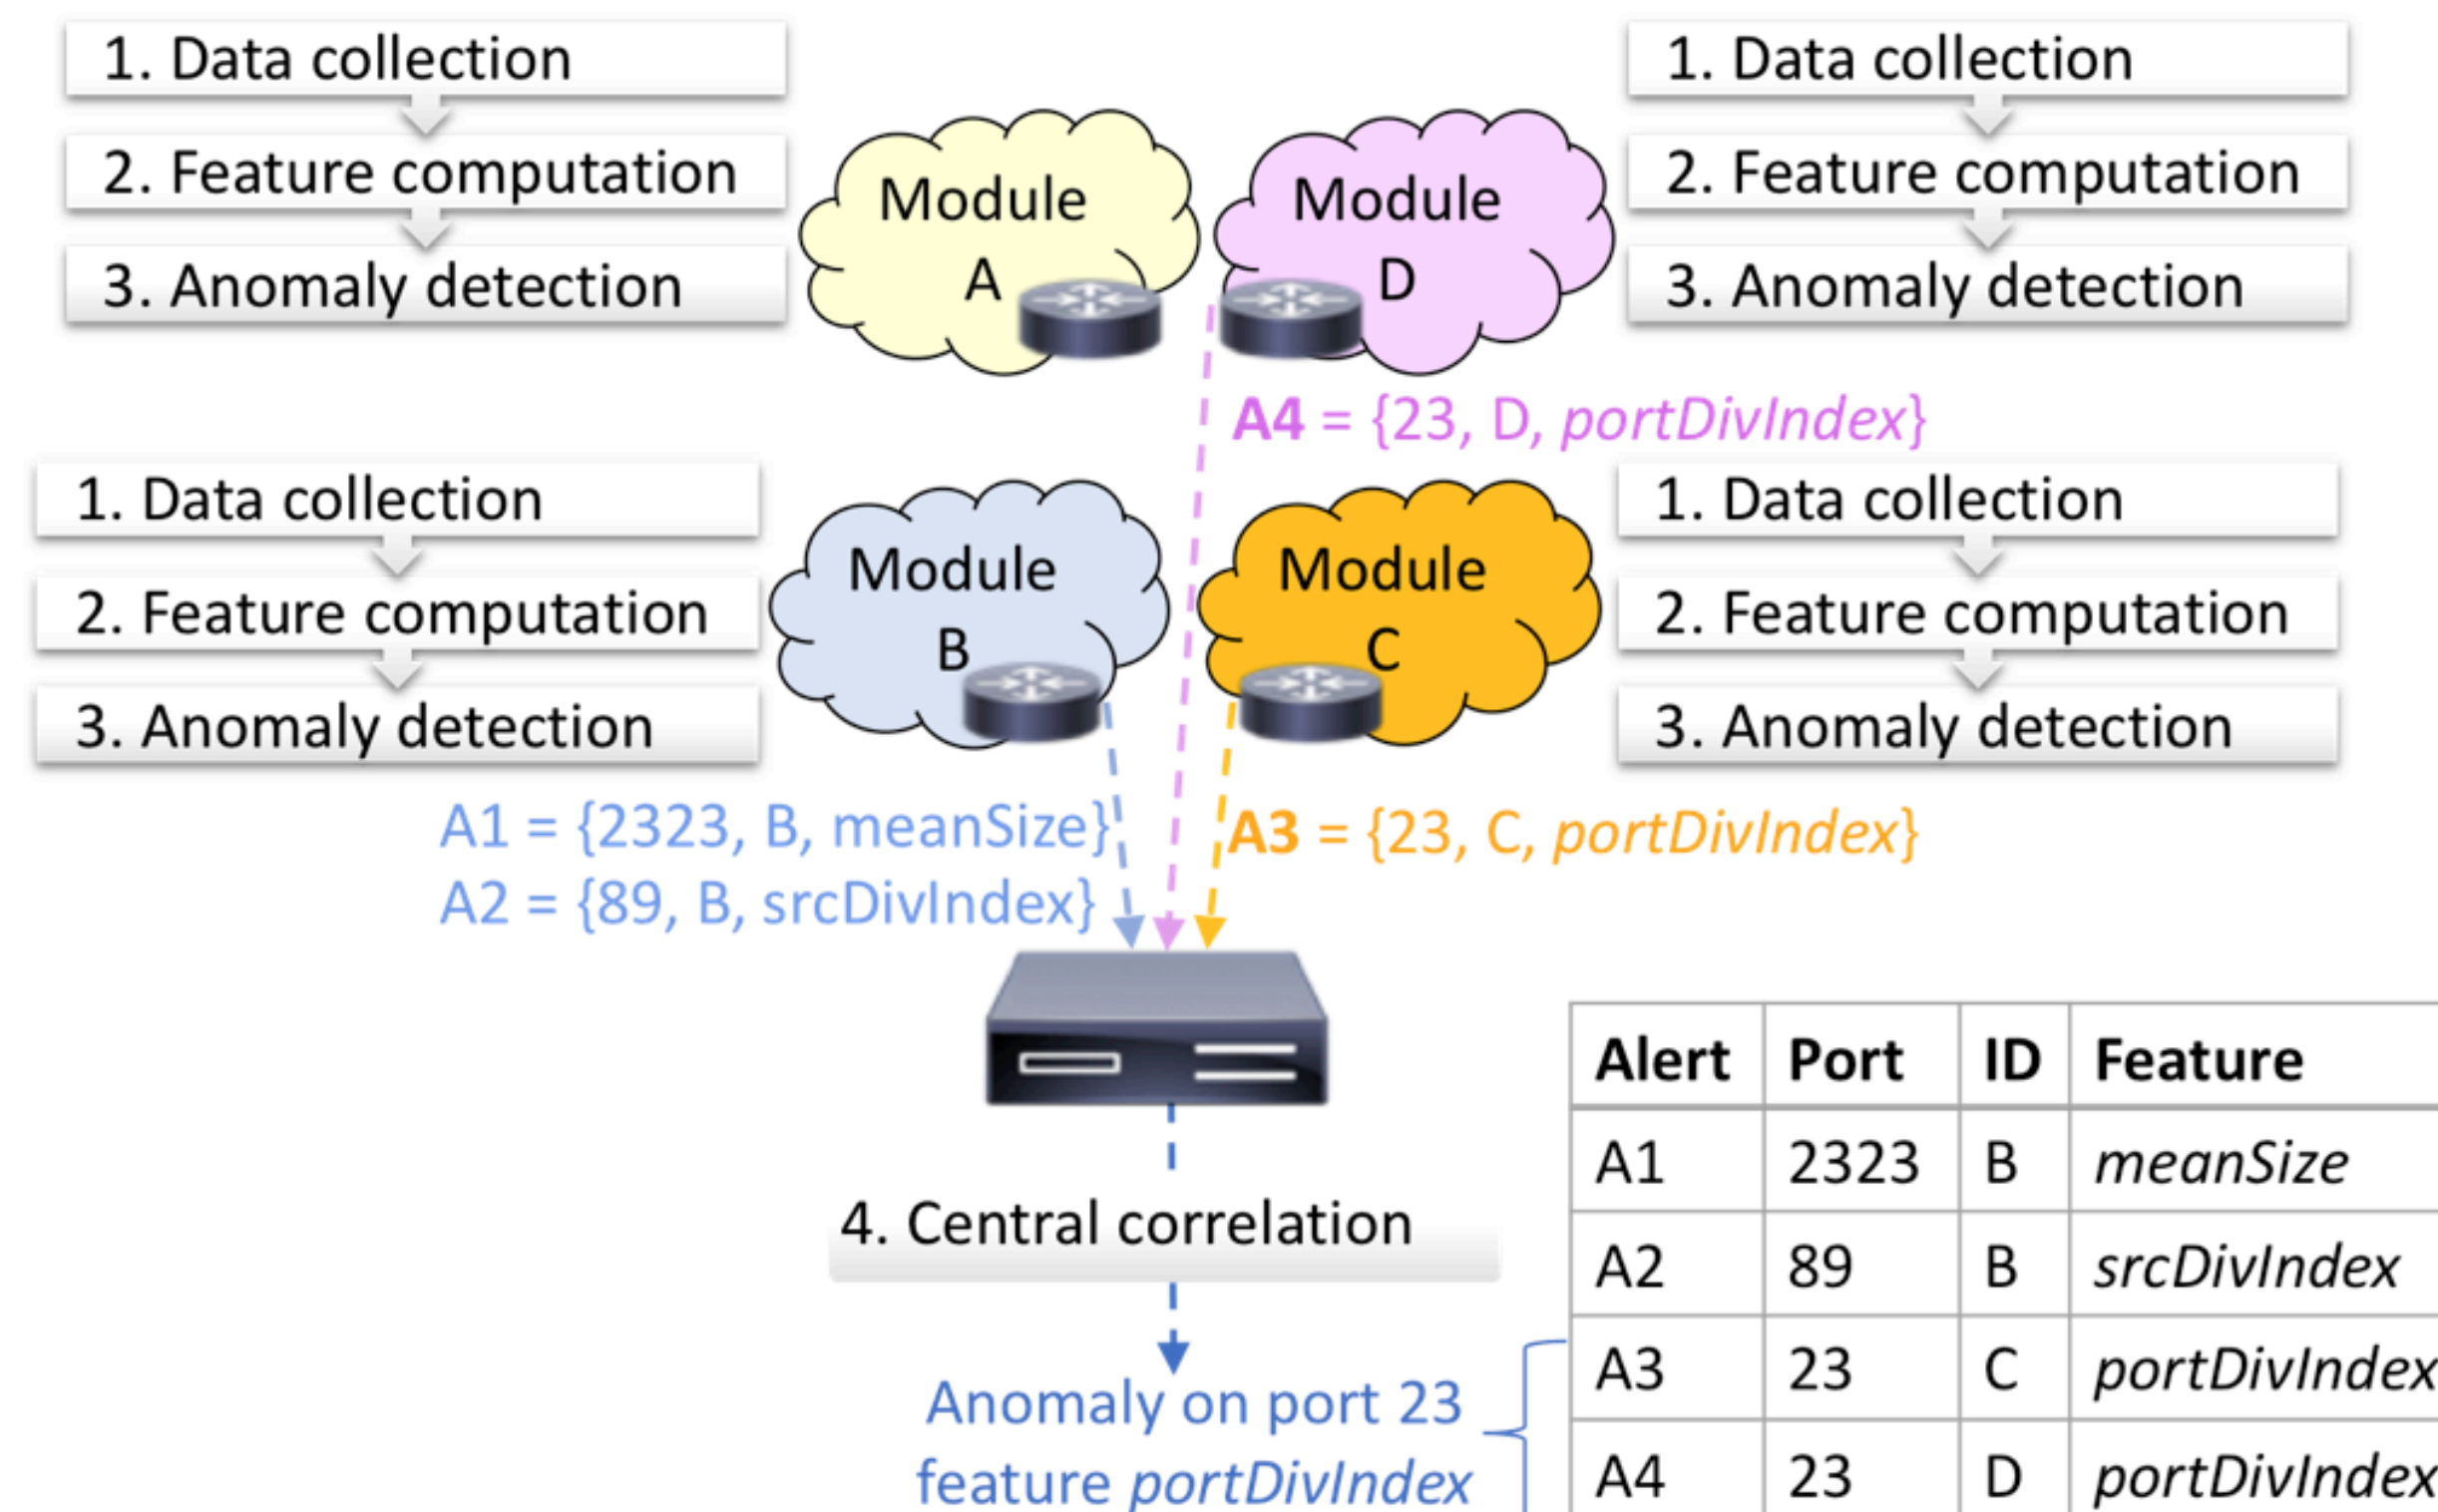 1. Data collection
2. Feature computation
3. Anomaly detection
Module
A
Module
D
1. Data collection
2. Feature computation
3. Anomaly detection
A4 = {23, D, portDivIndex}
1. Data collection
2. Feature computation
3. Anomaly detection
Module
B
Module
C
1. Data collection
2. Feature computation
3. Anomaly detection
A1 = {2323, B, meanSize}
A2 = {89, B, srcDivIndex}
A3 = {23, C, portDivIndex}
4. Central correlation
Anomaly on port 23
feature portDivIndex
Alert Port ID Feature
A1 2323 B meanSize
A2 89 B srcDivIndex
A3 23 C portDivIndex
A4 23 D portDivIndex